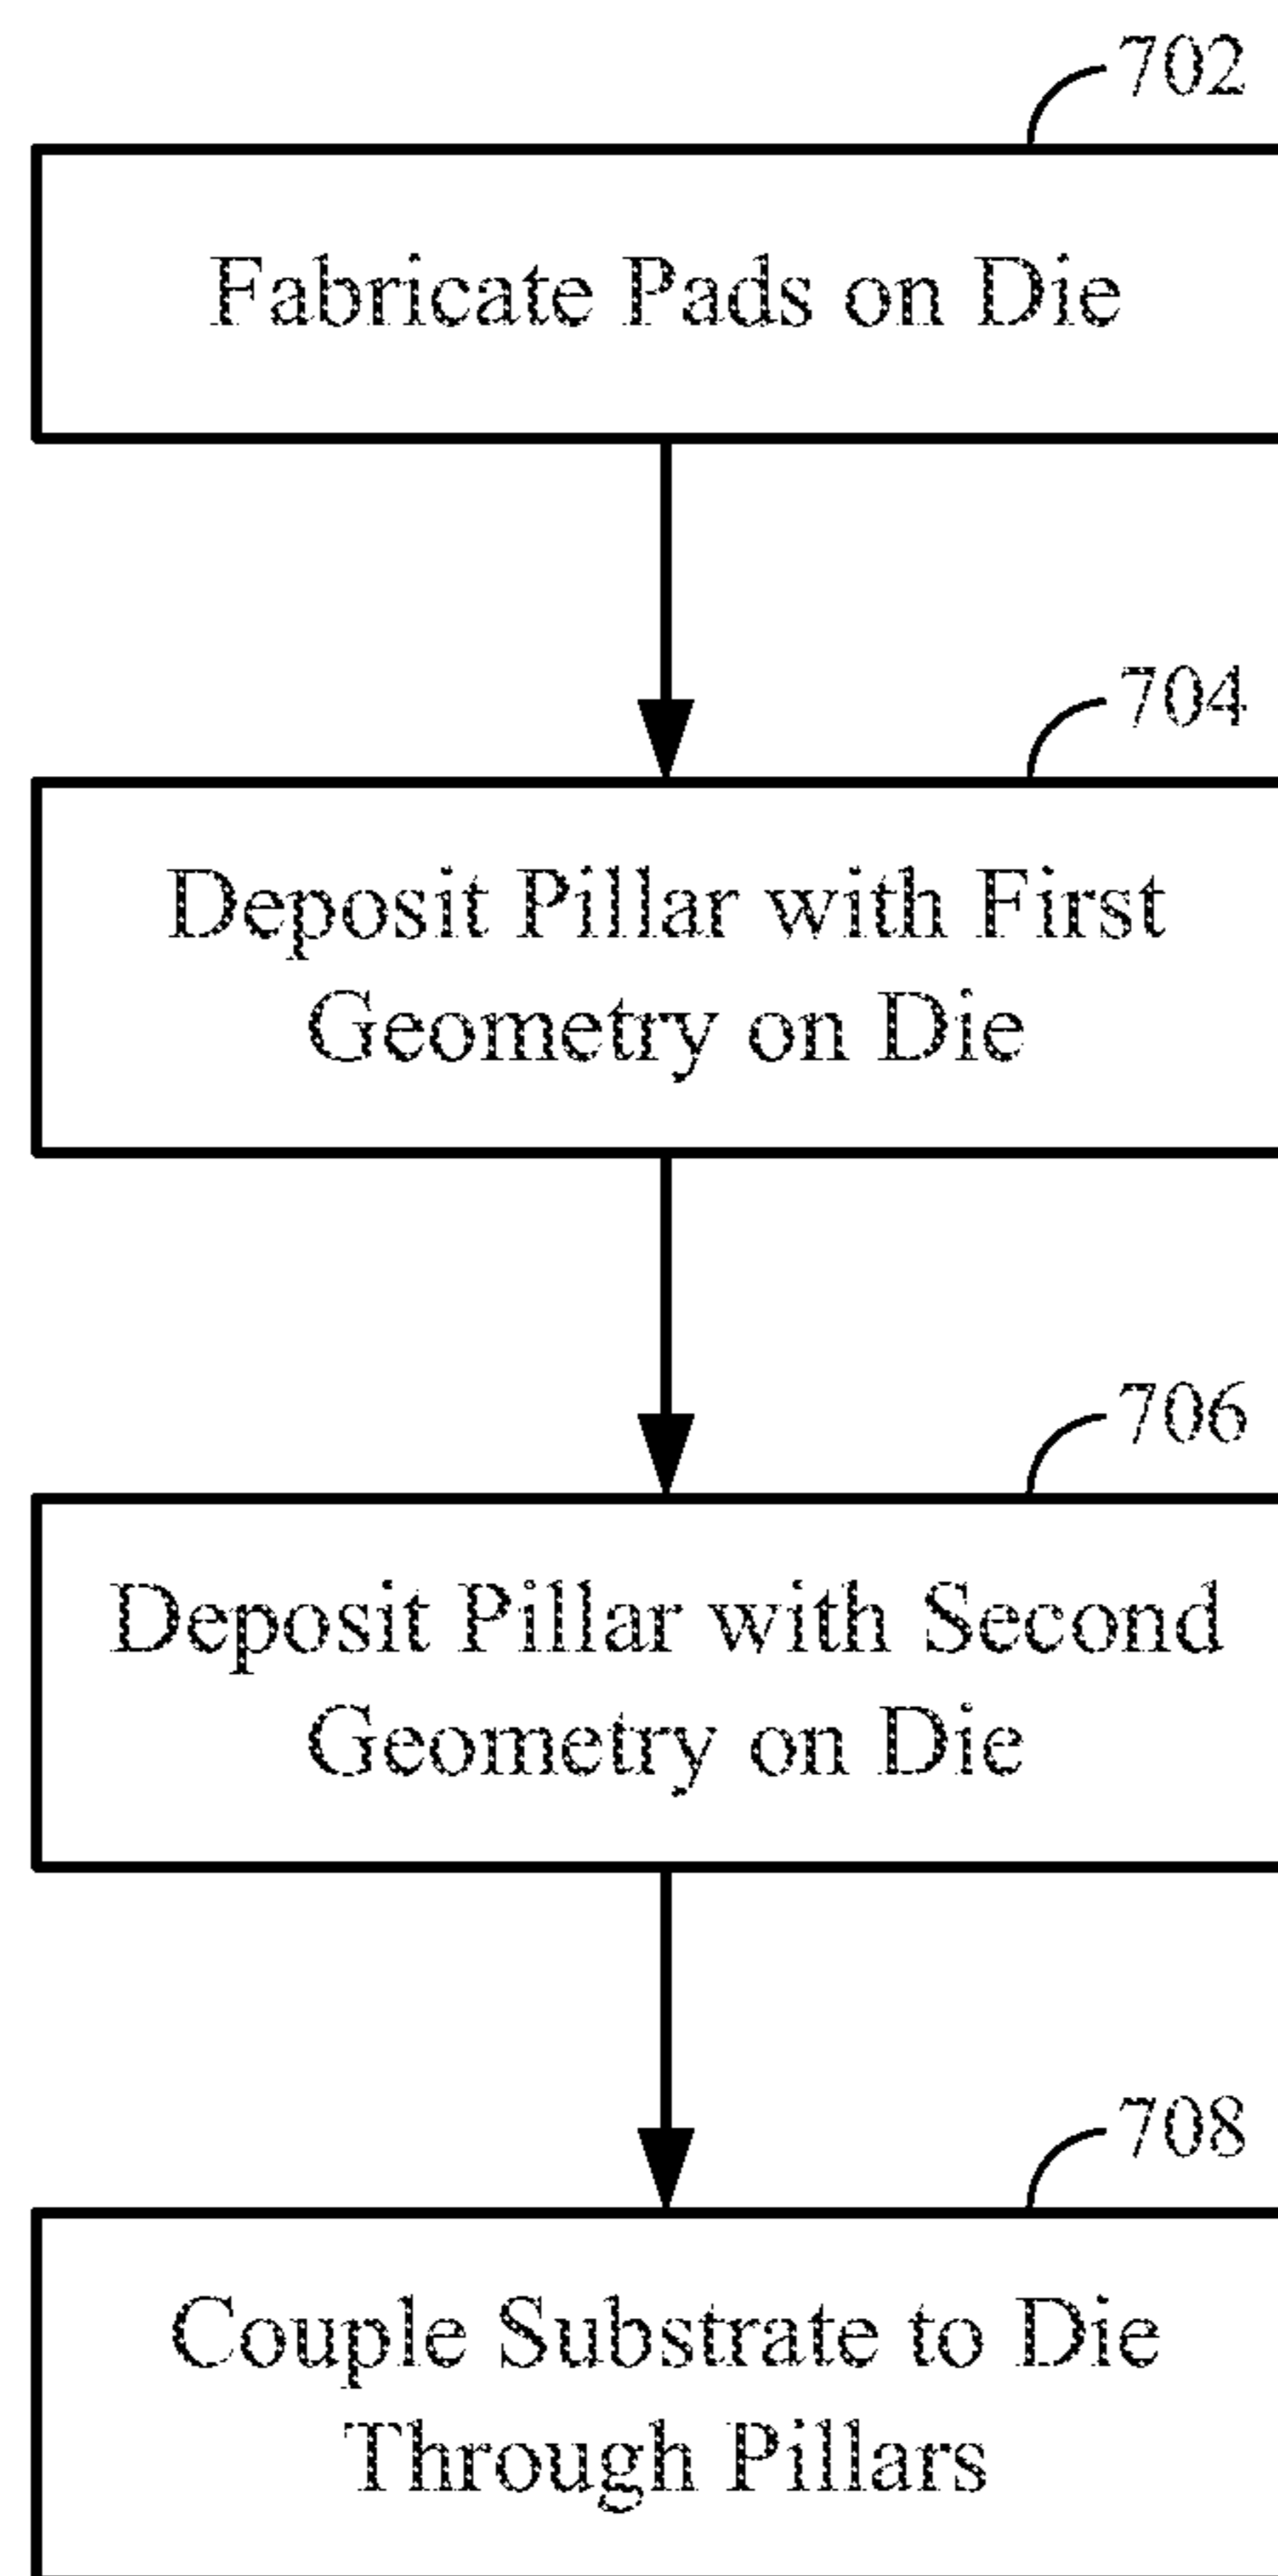 702
Fabricate Pads on Die
704
Deposit Pillar with First
Geometry on Die
706
Deposit Pillar with Second
Geometry on Die
708
Couple Substrate to Die
Through Pillars